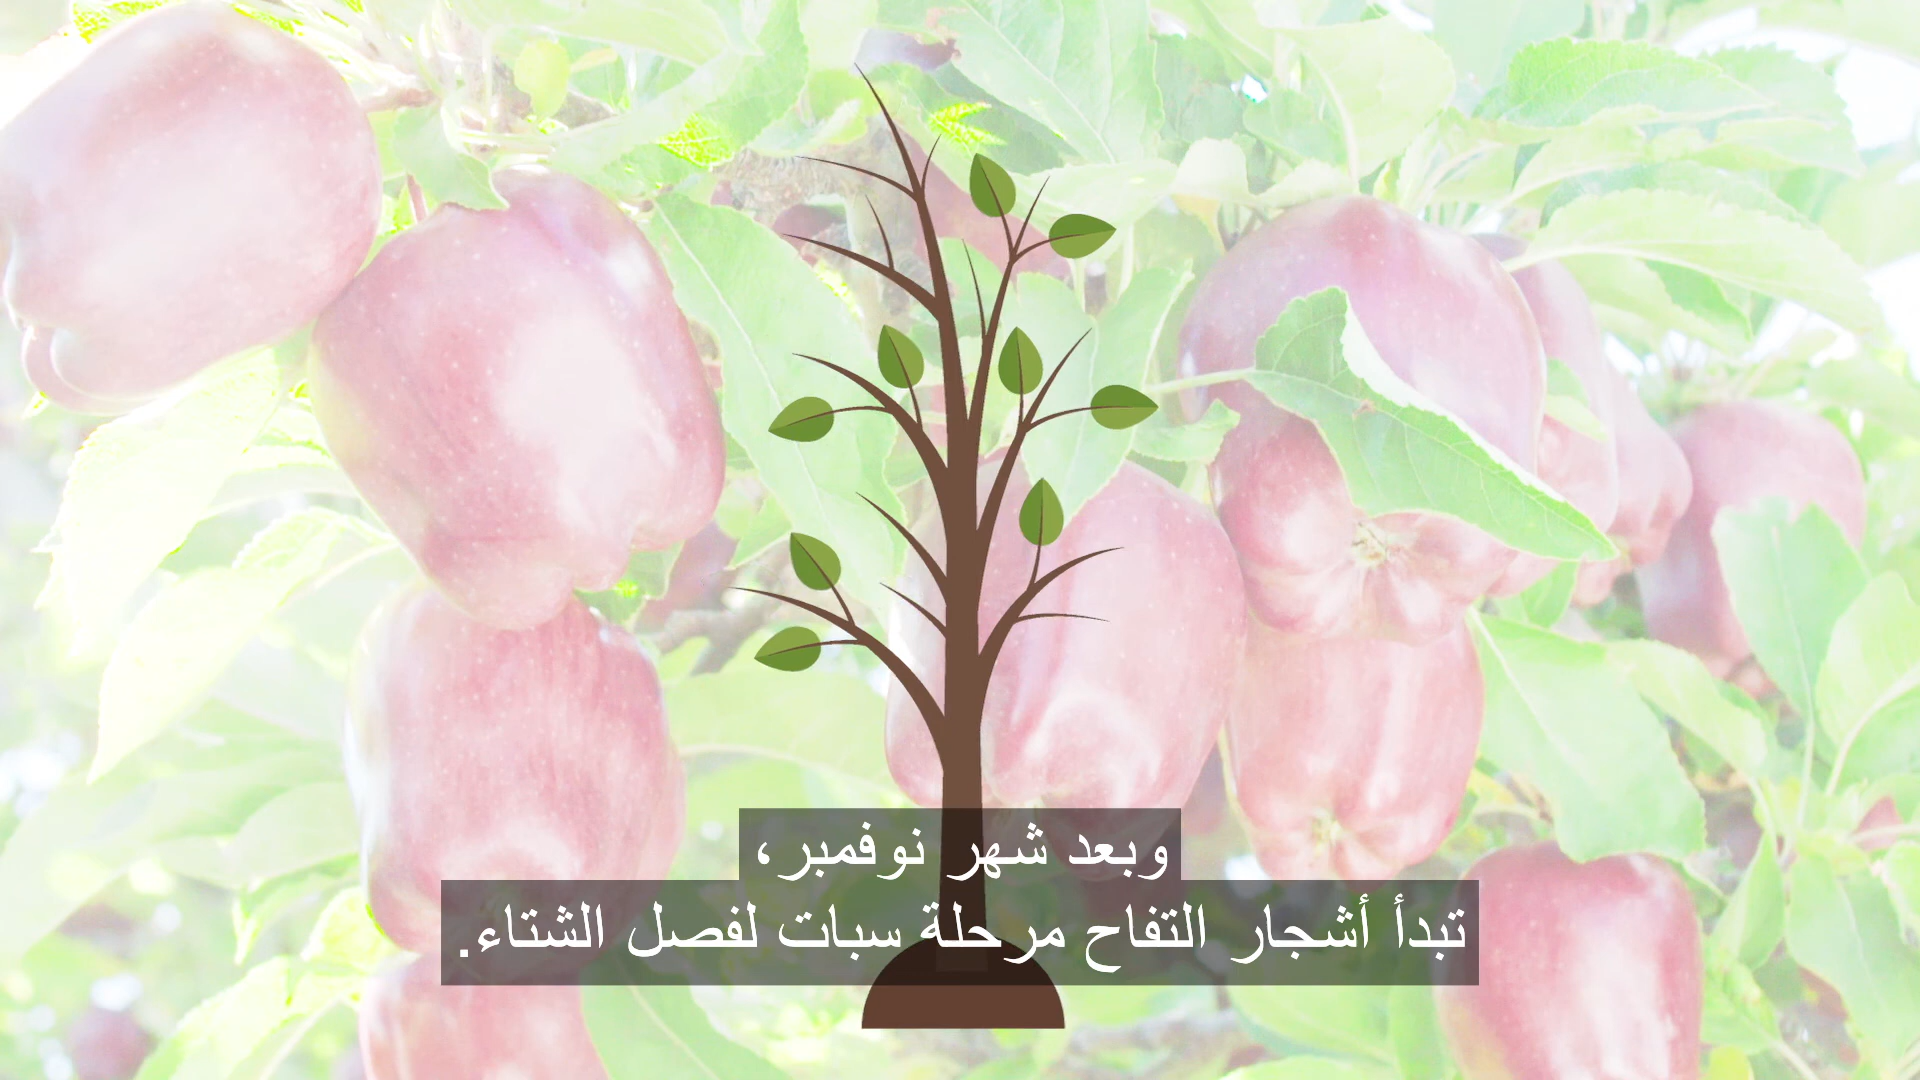 وبعد شهر نوفمبر،
تبدأ أشجار التفاح مرحلة سبات لفصل الشتاء.